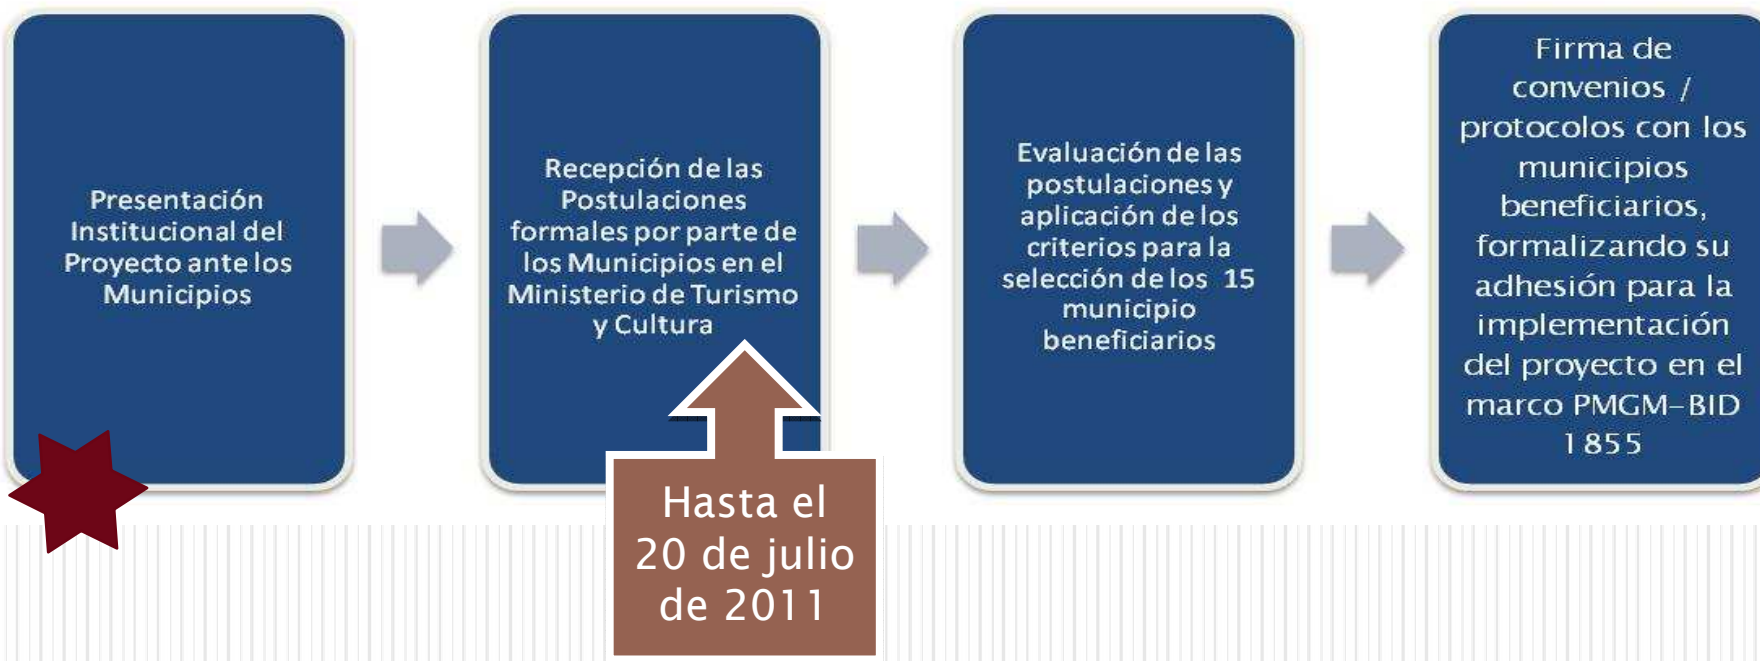 Presentación
Institucional del
Proyecto ante los
Municipios
Recepción de las
Postulaciones
formales por parte de
los Municipios en el
Ministerio de Turismo
y Cultura
Hasta el
20 de julio
de 2011
Evaluación de las
postulaciones y
aplicación de los
criterios para la
selección de los 15
municipio
beneficiarios
Firma de
convenios /
protocolos con los
municipios
beneficiarios,
formalizando su
adhesión para la
implementación
del proyecto en el
marco PMGM-BID
1855